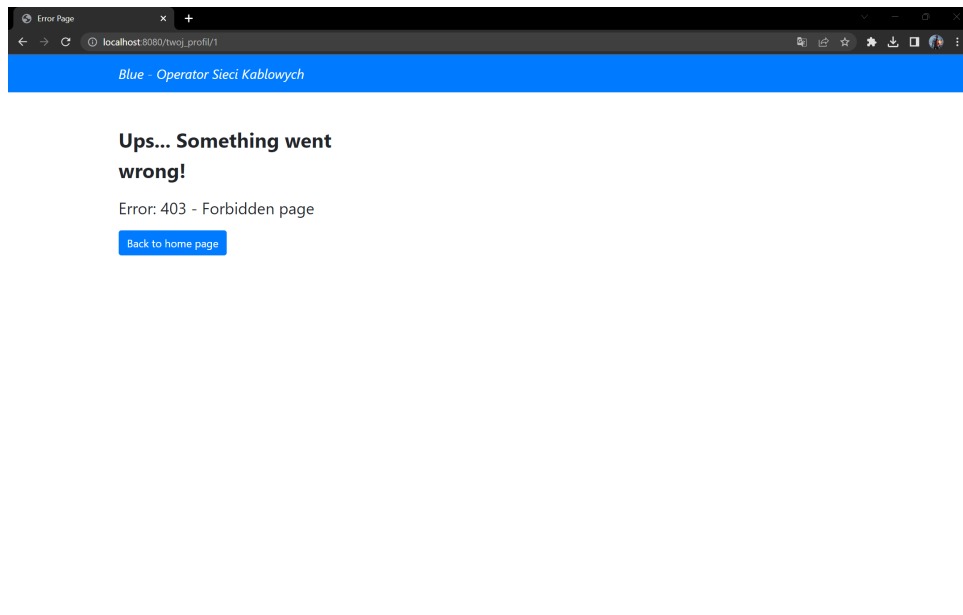 Error Page
localhost:8080/twoj_profil/1
Blue - Operator Sieci Kablowych
Ups... Something went
wrong!
Error: 403 - Forbidden page
Back to home page